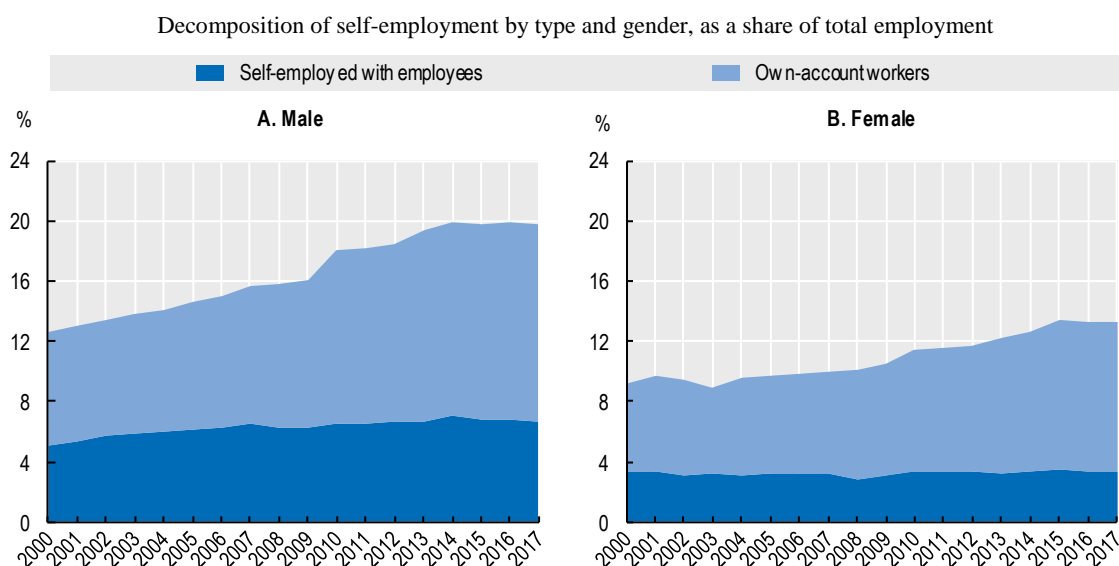 Decomposition of self-employment by type and gender, as a share of total employment
Self-employed with employees
Own-account workers
%
A. Male
24
20
16
12
8
4
0
2000 2001 2002 2003 2004 2005 2006 2007 2008 2009 2010 2011 2012 2013 2014 2015 2016 2017
%
B. Female
24
20
16
12
8
4
0
2000 2001 2002 2003 2004 2005 2006 2007 2008 2009 2010 2011 2012 2013 2014 2015 2016 2017